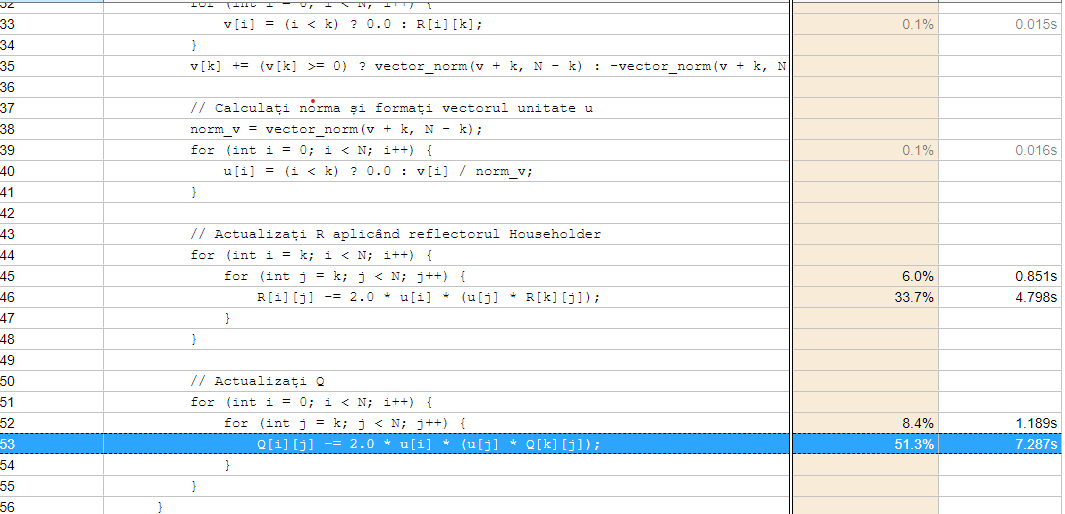 32 for (int i = 0; i < N; i++) {
33 v[i] = (i < k) ? 0.0 : R[i][k]; 0.1% 0.015s
34 }
35 v[k] += (v[k] >= 0) ? vector_norm(v + k, N - k) : -vector_norm(v + k, N
36
37 // Calculați norma și formați vectorul unitate u
38 norm_v = vector_norm(v + k, N - k);
39 for (int i = 0; i < N; i++) { 0.1% 0.016s
40 u[i] = (i < k) ? 0.0 : v[i] / norm_v;
41 }
42
43 // Actualizați R aplicând reflectorul Householder
44 for (int i = k; i < N; i++) {
45 for (int j = k; j < N; j++) { 6.0% 0.851s
46 R[i][j] -= 2.0 * u[i] * (u[j] * R[k][j]); 33.7% 4.798s
47 }
48 }
49
50 // Actualizați Q
51 for (int i = 0; i < N; i++) {
52 for (int j = k; j < N; j++) { 8.4% 1.189s
53 Q[i][j] -= 2.0 * u[i] * (u[j] * Q[k][j]); 51.3% 7.287s
54 }
55 }
56 }